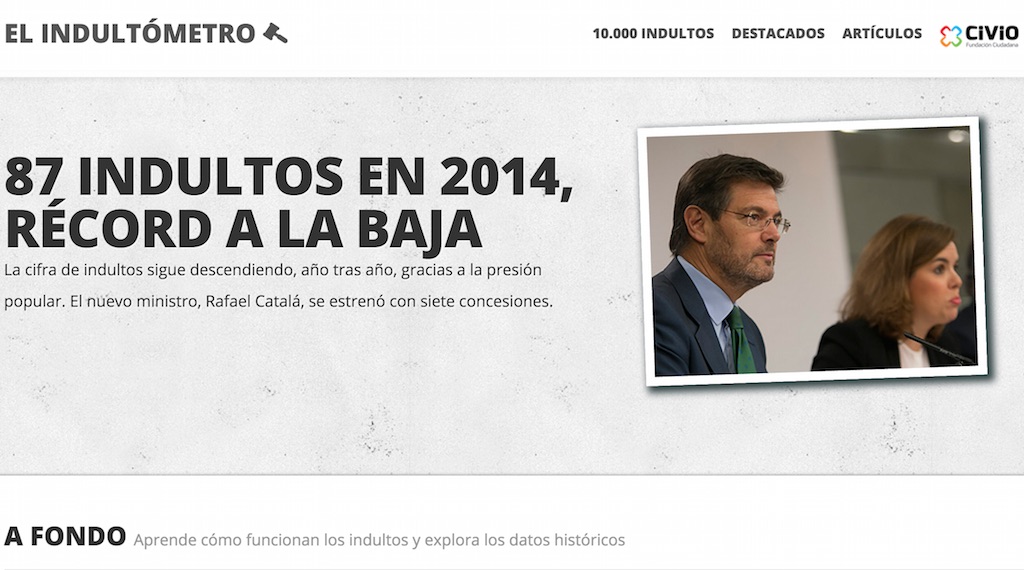 EL INDULTÓMETRO
10.000 INDULTOS DESTACADOS ARTÍCULOS CIVIO
Fundación Ciudadana
87 INDULTOS EN 2014,
RÉCORD A LA BAJA
La cifra de indultos sigue descendiendo, año tras año, gracias a la presión
popular. El nuevo ministro, Rafael Catalá, se estrenó con siete concesiones.
A FONDO Aprende cómo funcionan los indultos y explora los datos históricos